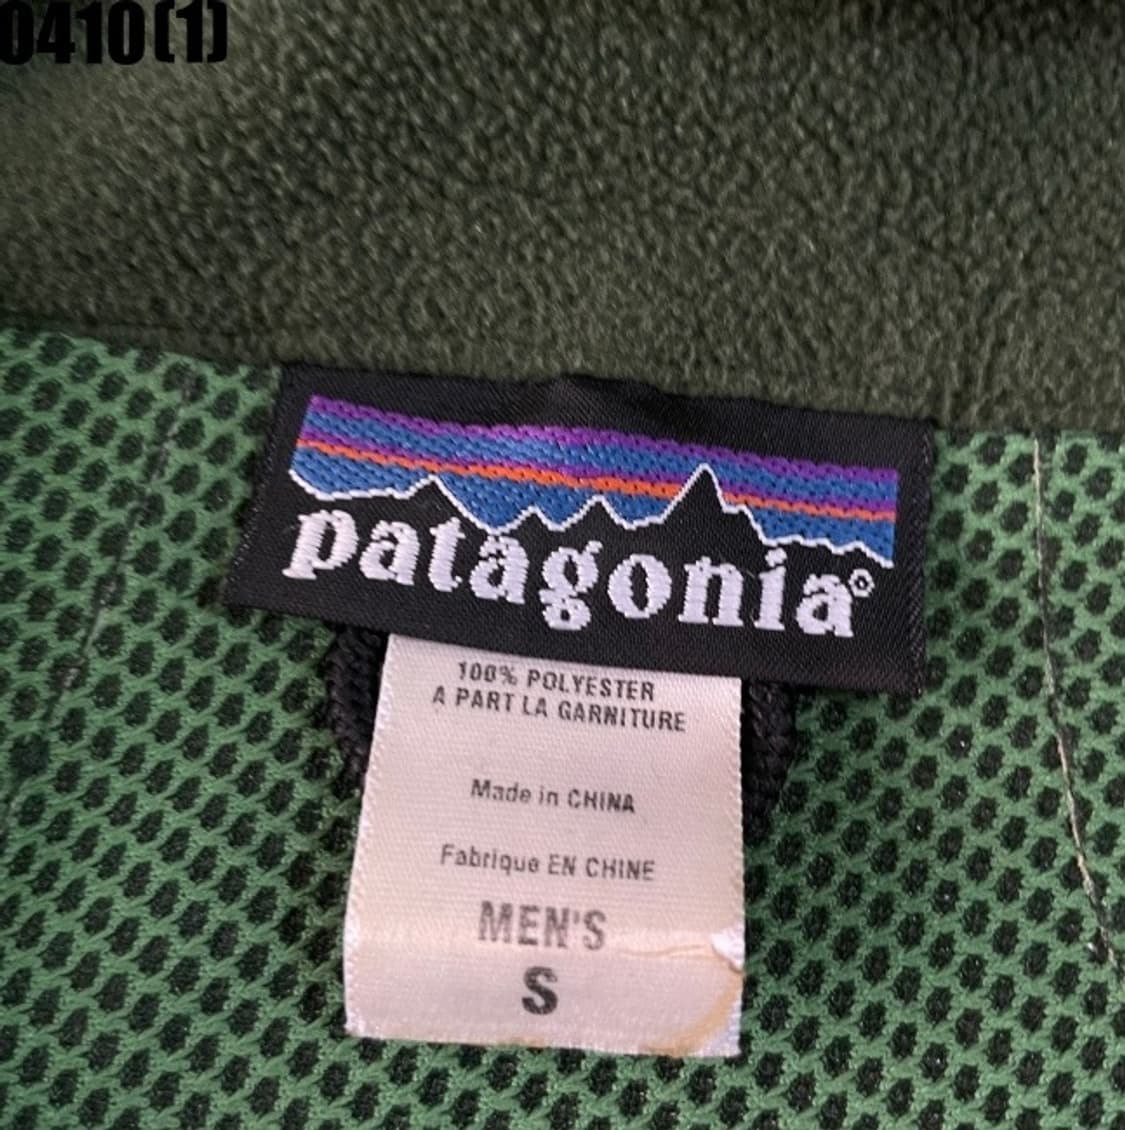 0410(1)
patagonia®
100% POLYESTER
A PART LA GARNITURE
Made in CHINA
Fabrique EN CHINE
MEN'S
S